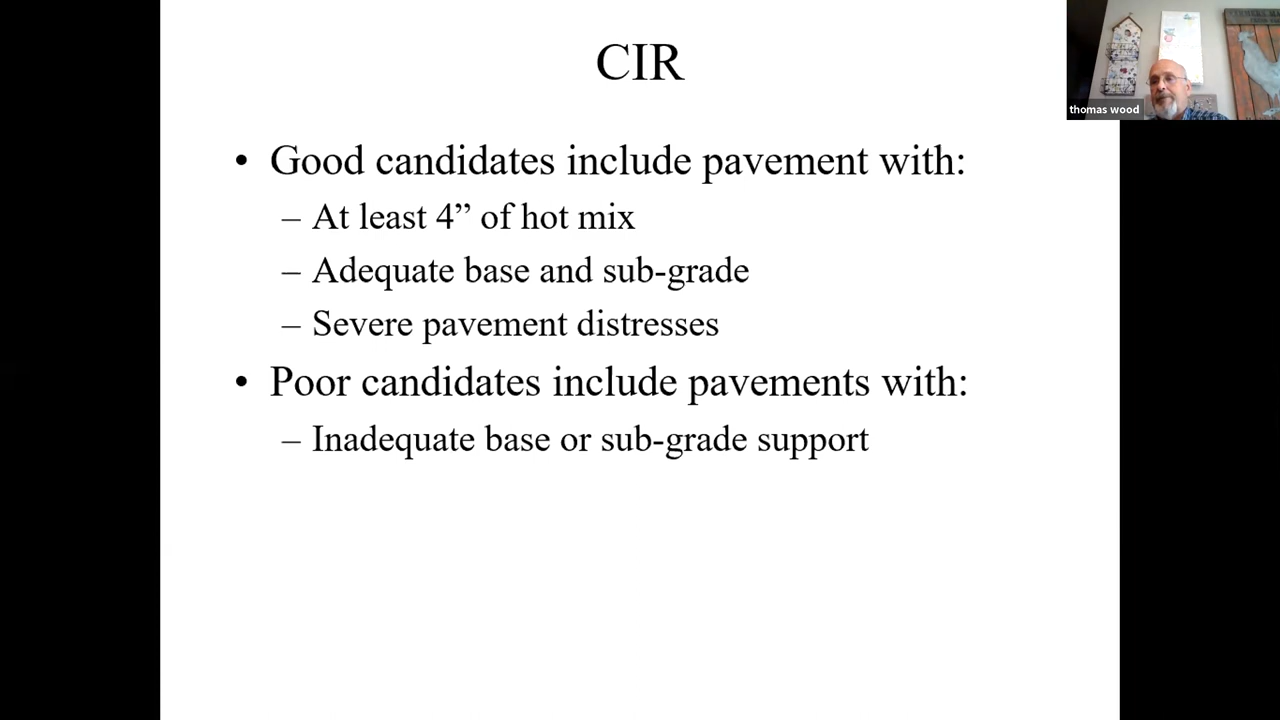 CIR
thomas wood
• Good candidates include pavement with:
– At least 4” of hot mix
– Adequate base and sub-grade
– Severe pavement distresses
• Poor candidates include pavements with:
– Inadequate base or sub-grade support